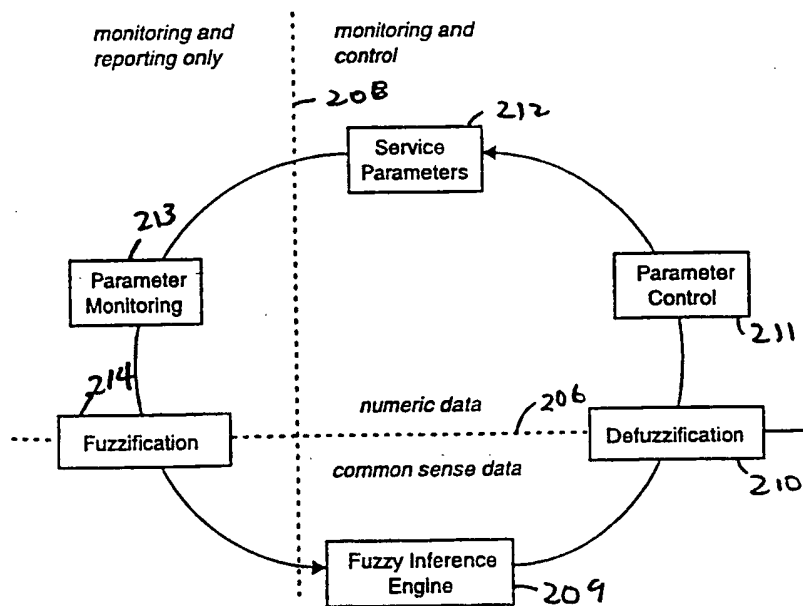 monitoring and
reporting only
monitoring and
control
208
212
Service
Parameters
213
Parameter
Monitoring
Parameter
Control
211
214
numeric data
206
Fuzzification
Defuzzification
common sense data
210
Fuzzy Inference
Engine
209